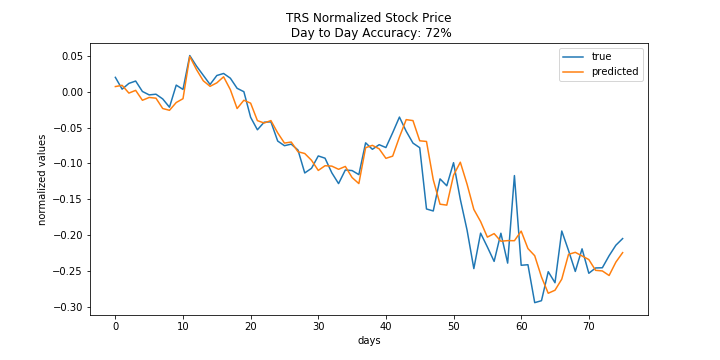 TRS Normalized Stock Price
Day to Day Accuracy: 72%
true
predicted
normalized values
0.05
0.00
−0.05
−0.10
−0.15
−0.20
−0.25
−0.30
0 10 20 30 40 50 60 70
days